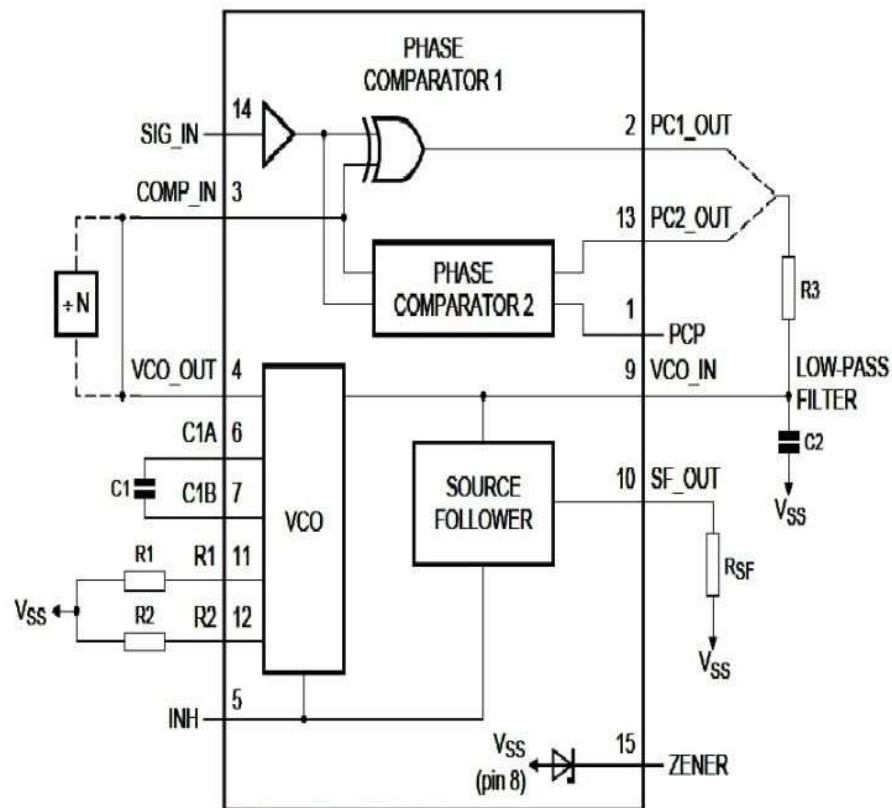 PHASE
COMPARATOR 1
14
SIG_IN
2 PC1_OUT
COMP_IN 3
13 PC2_OUT
PHASE
COMPARATOR 2
R3
÷N
1
PCP
VCO_OUT 4
9 VCO_IN
LOW-PASS
FILTER
C1A 6
C2
C1
C1B 7
VCO
SOURCE
FOLLOWER
10 SF_OUT
VSS
R1
R1 11
RSF
VSS
R2
R2 12
VSS
INH 5
VSS
(pin 8)
15
ZENER